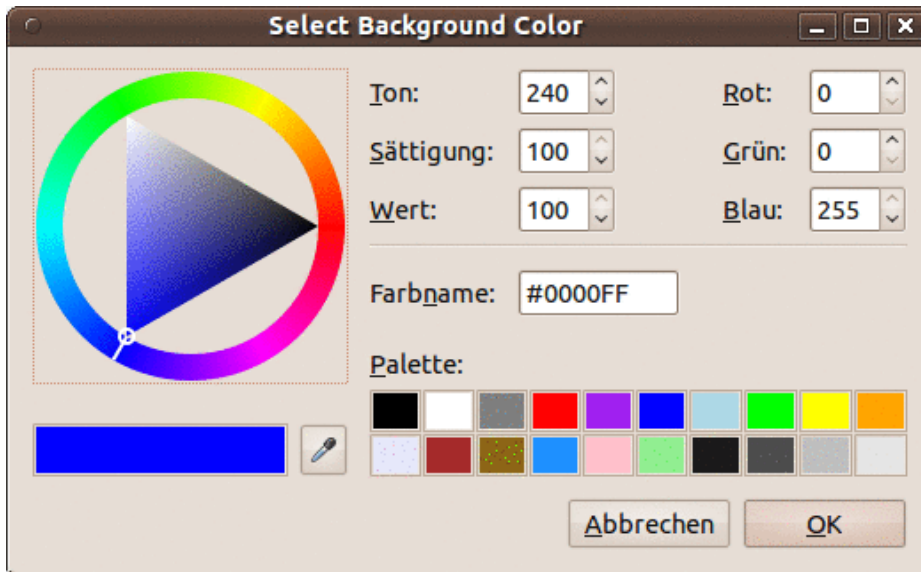 Select Background Color
Ton: 240 Rot: 0
Sättigung: 100 Grün: 0
Wert: 100 Blau: 255
Farbname: #0000FF
Palette:
Abbrechen OK